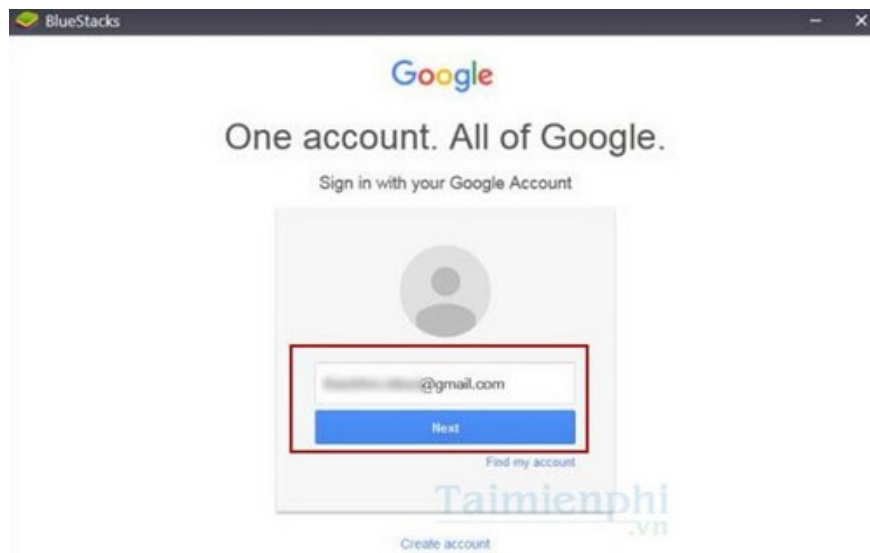 BlueStacks
Google
One account. All of Google.
Sign in with your Google Account
@gmail.com
Next
Find my account
Taimienphi
.vn
Create account